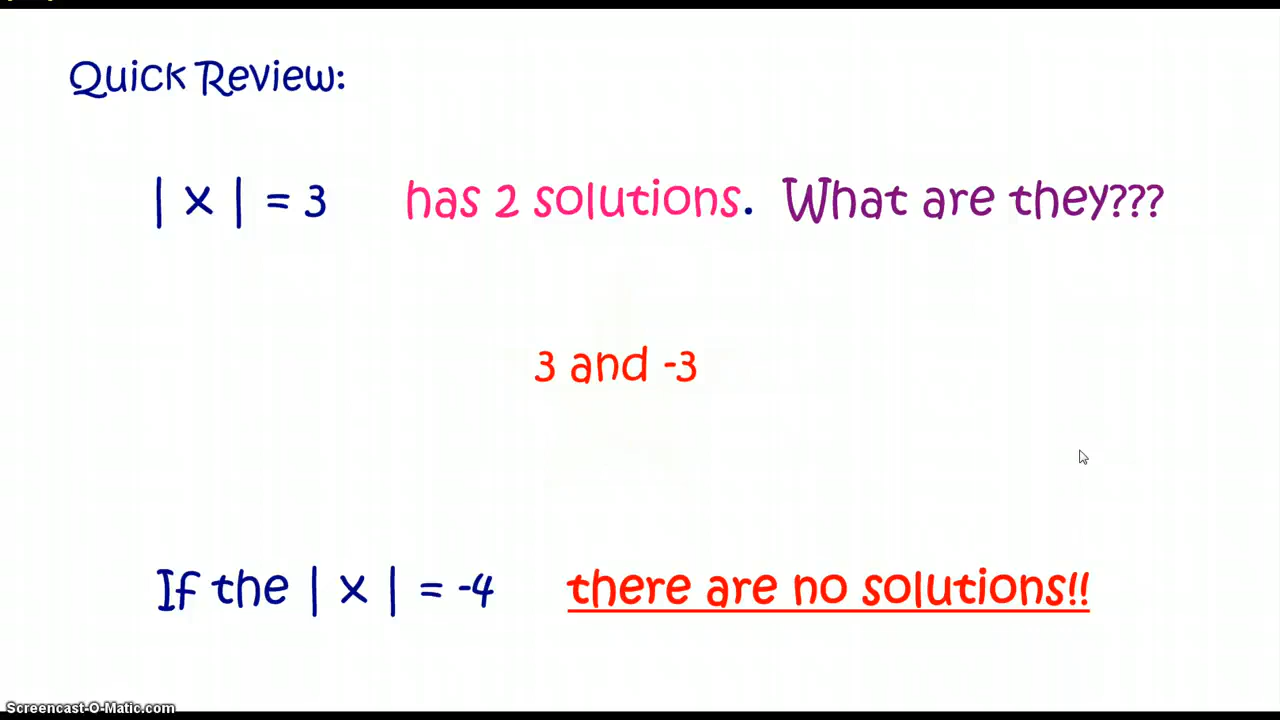 Quick Review:
| x | = 3 has 2 solutions. What are they???
3 and -3
If the | x | = -4 there are no solutions!!
Screencast-O-Matic.com